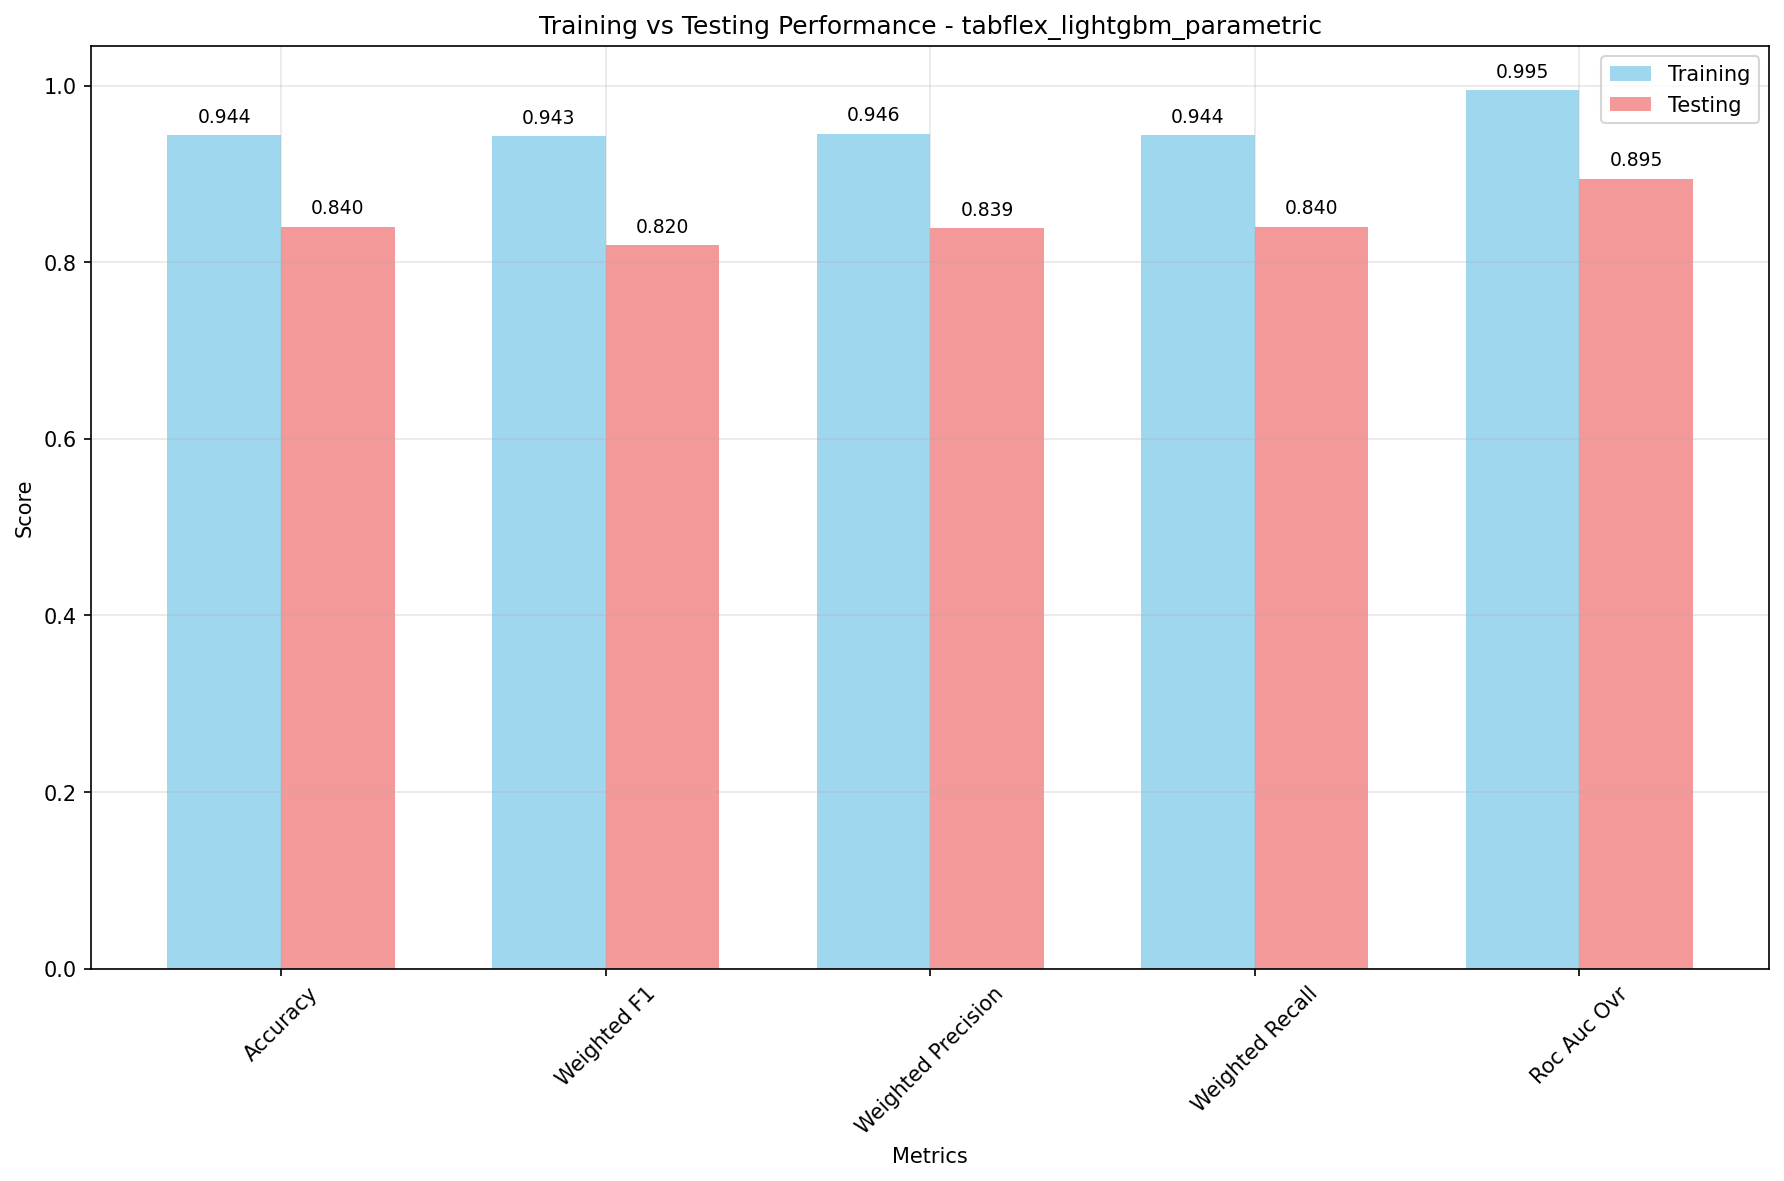 Training vs Testing Performance - tabflex_lightgbm_parametric
Training
Testing
1.0
0.8
0.6
0.4
0.2
0.0
Score
0.944
0.840
0.943
0.820
0.946
0.839
0.944
0.840
0.995
0.895
Accuracy
Weighted F1
Weighted Precision
Weighted Recall
Roc Auc Ovr
Metrics